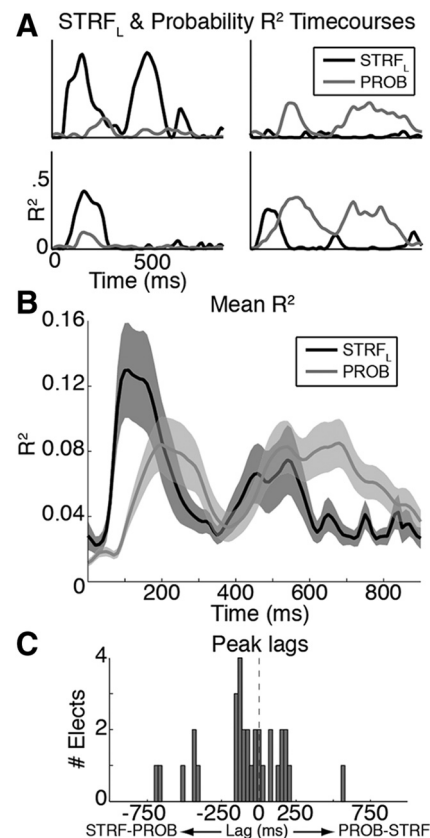 A STRF_L & Probability R² Timecourses
STRF_L
PROB
.5
R²
0
0 500
Time (ms)
B Mean R²
0.16
STRF_L
PROB
0.12
R²
0.08
0.04
0
200 400 600 800
Time (ms)
C Peak lags
4
# Elects
2
0
-750 -250 0 250 750
STRF-PROB Lag (ms) PROB-STRF